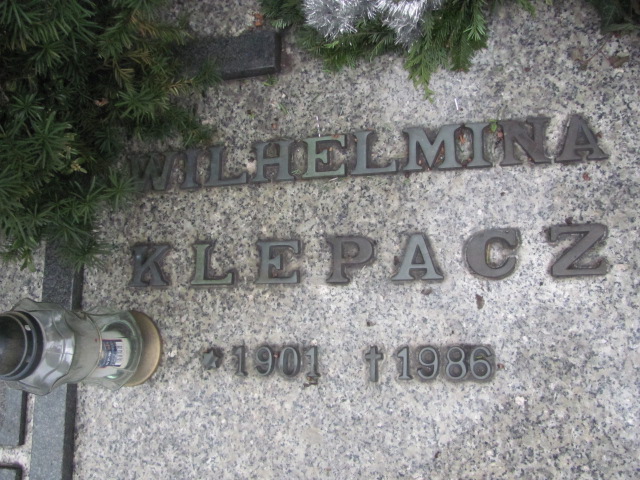 WILHELMINA
KLEPACZ
* 1901 † 1986